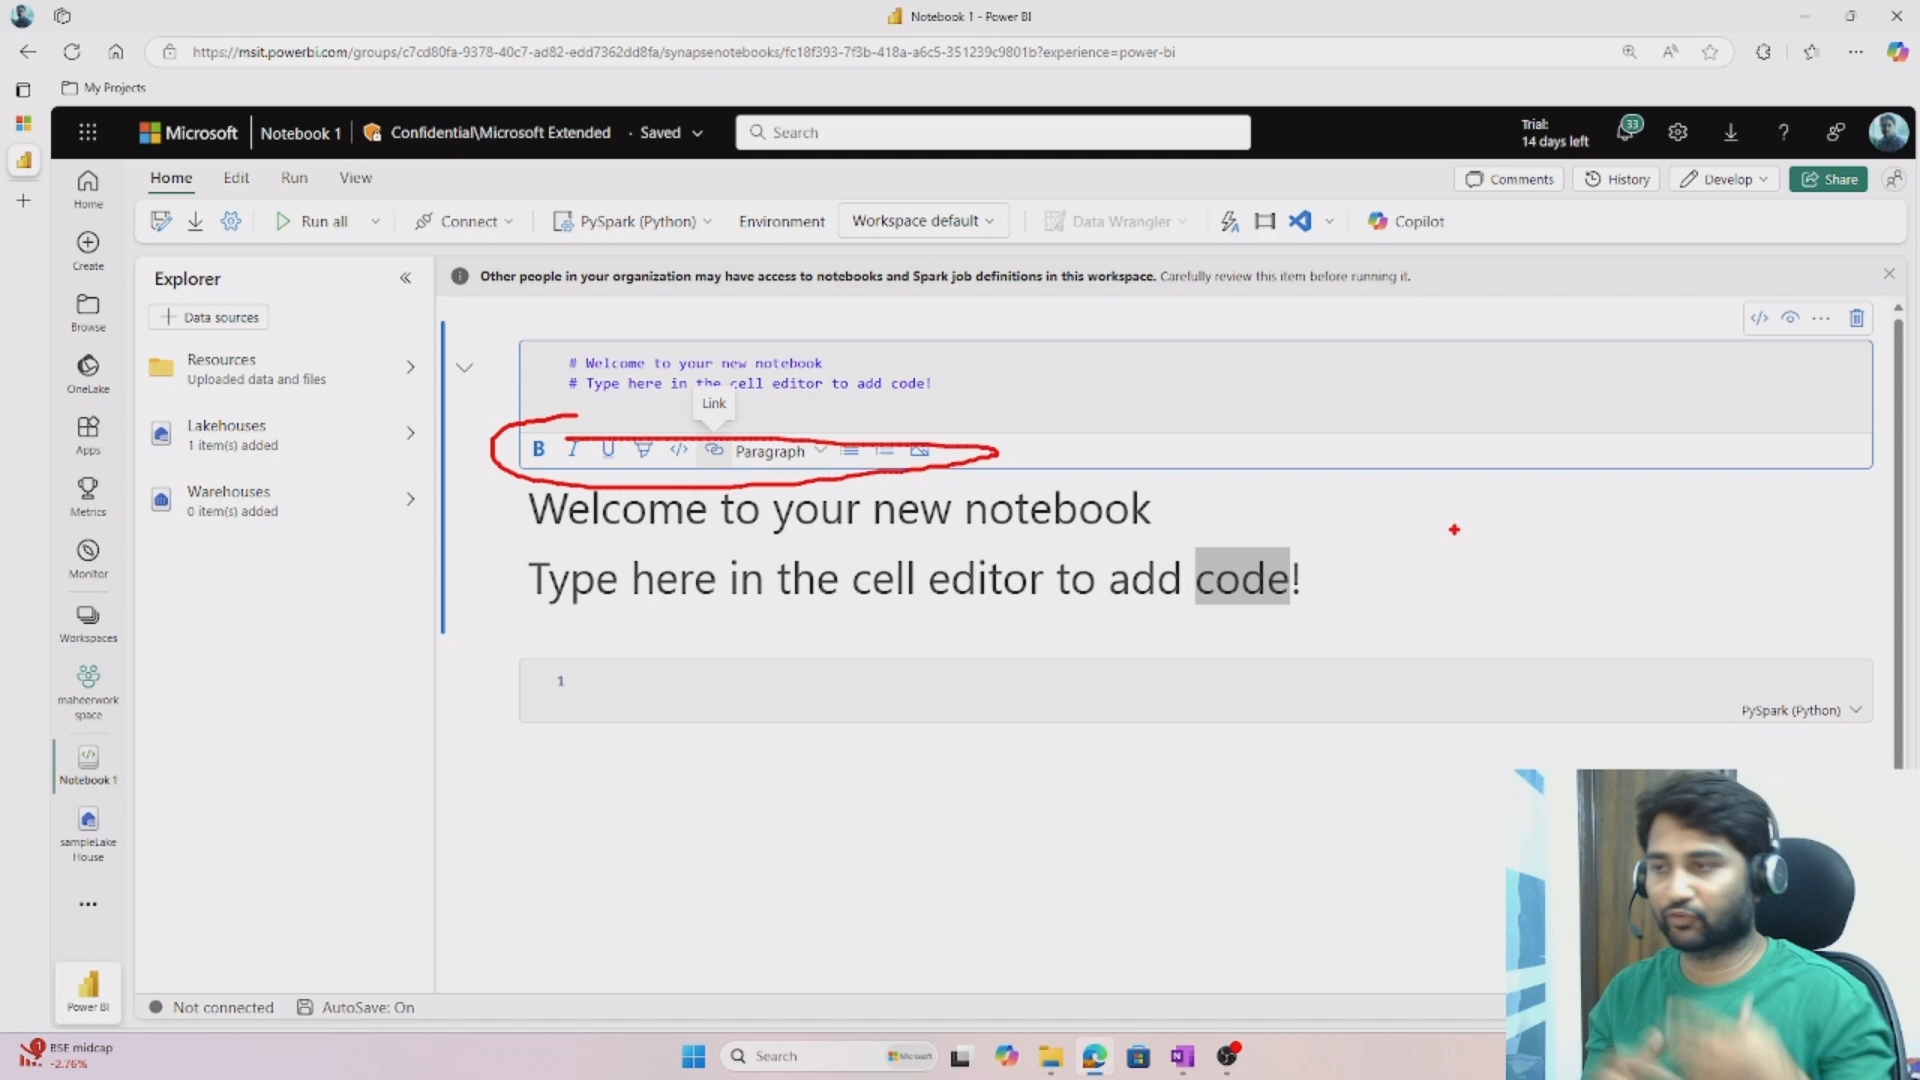 Notebook 1 - Power BI
https://msit.powerbi.com/groups/c7cd80fa-9378-40c7-ad82-edd7362dd8fa/synapsenotebooks/fc18f393-7f3b-418a-a6c5-351239c9801b?experience=power-bi
My Projects
Microsoft
Notebook 1
Confidential\Microsoft Extended · Saved
Search
Trial:
14 days left
33
Home
Edit
Run
View
Comments
History
Develop
Share
Run all
Connect
PySpark (Python)
Environment
Workspace default
Data Wrangler
Copilot
Home
Create
Browse
OneLake
Apps
Metrics
Monitor
Workspaces
maheerwork
space
Notebook 1
sampleLake
House
Power BI
Explorer
Data sources
Resources
Uploaded data and files
Lakehouses
1 item(s) added
Warehouses
0 item(s) added
Other people in your organization may have access to notebooks and Spark job definitions in this workspace. Carefully review this item before running it.
# Welcome to your new notebook
# Type here in the cell editor to add code!
Link
B I U </> Paragraph
Welcome to your new notebook
Type here in the cell editor to add code!
1
PySpark (Python)
Not connected
AutoSave: On
1
BSE midcap
-2.76%
Search
Microsoft